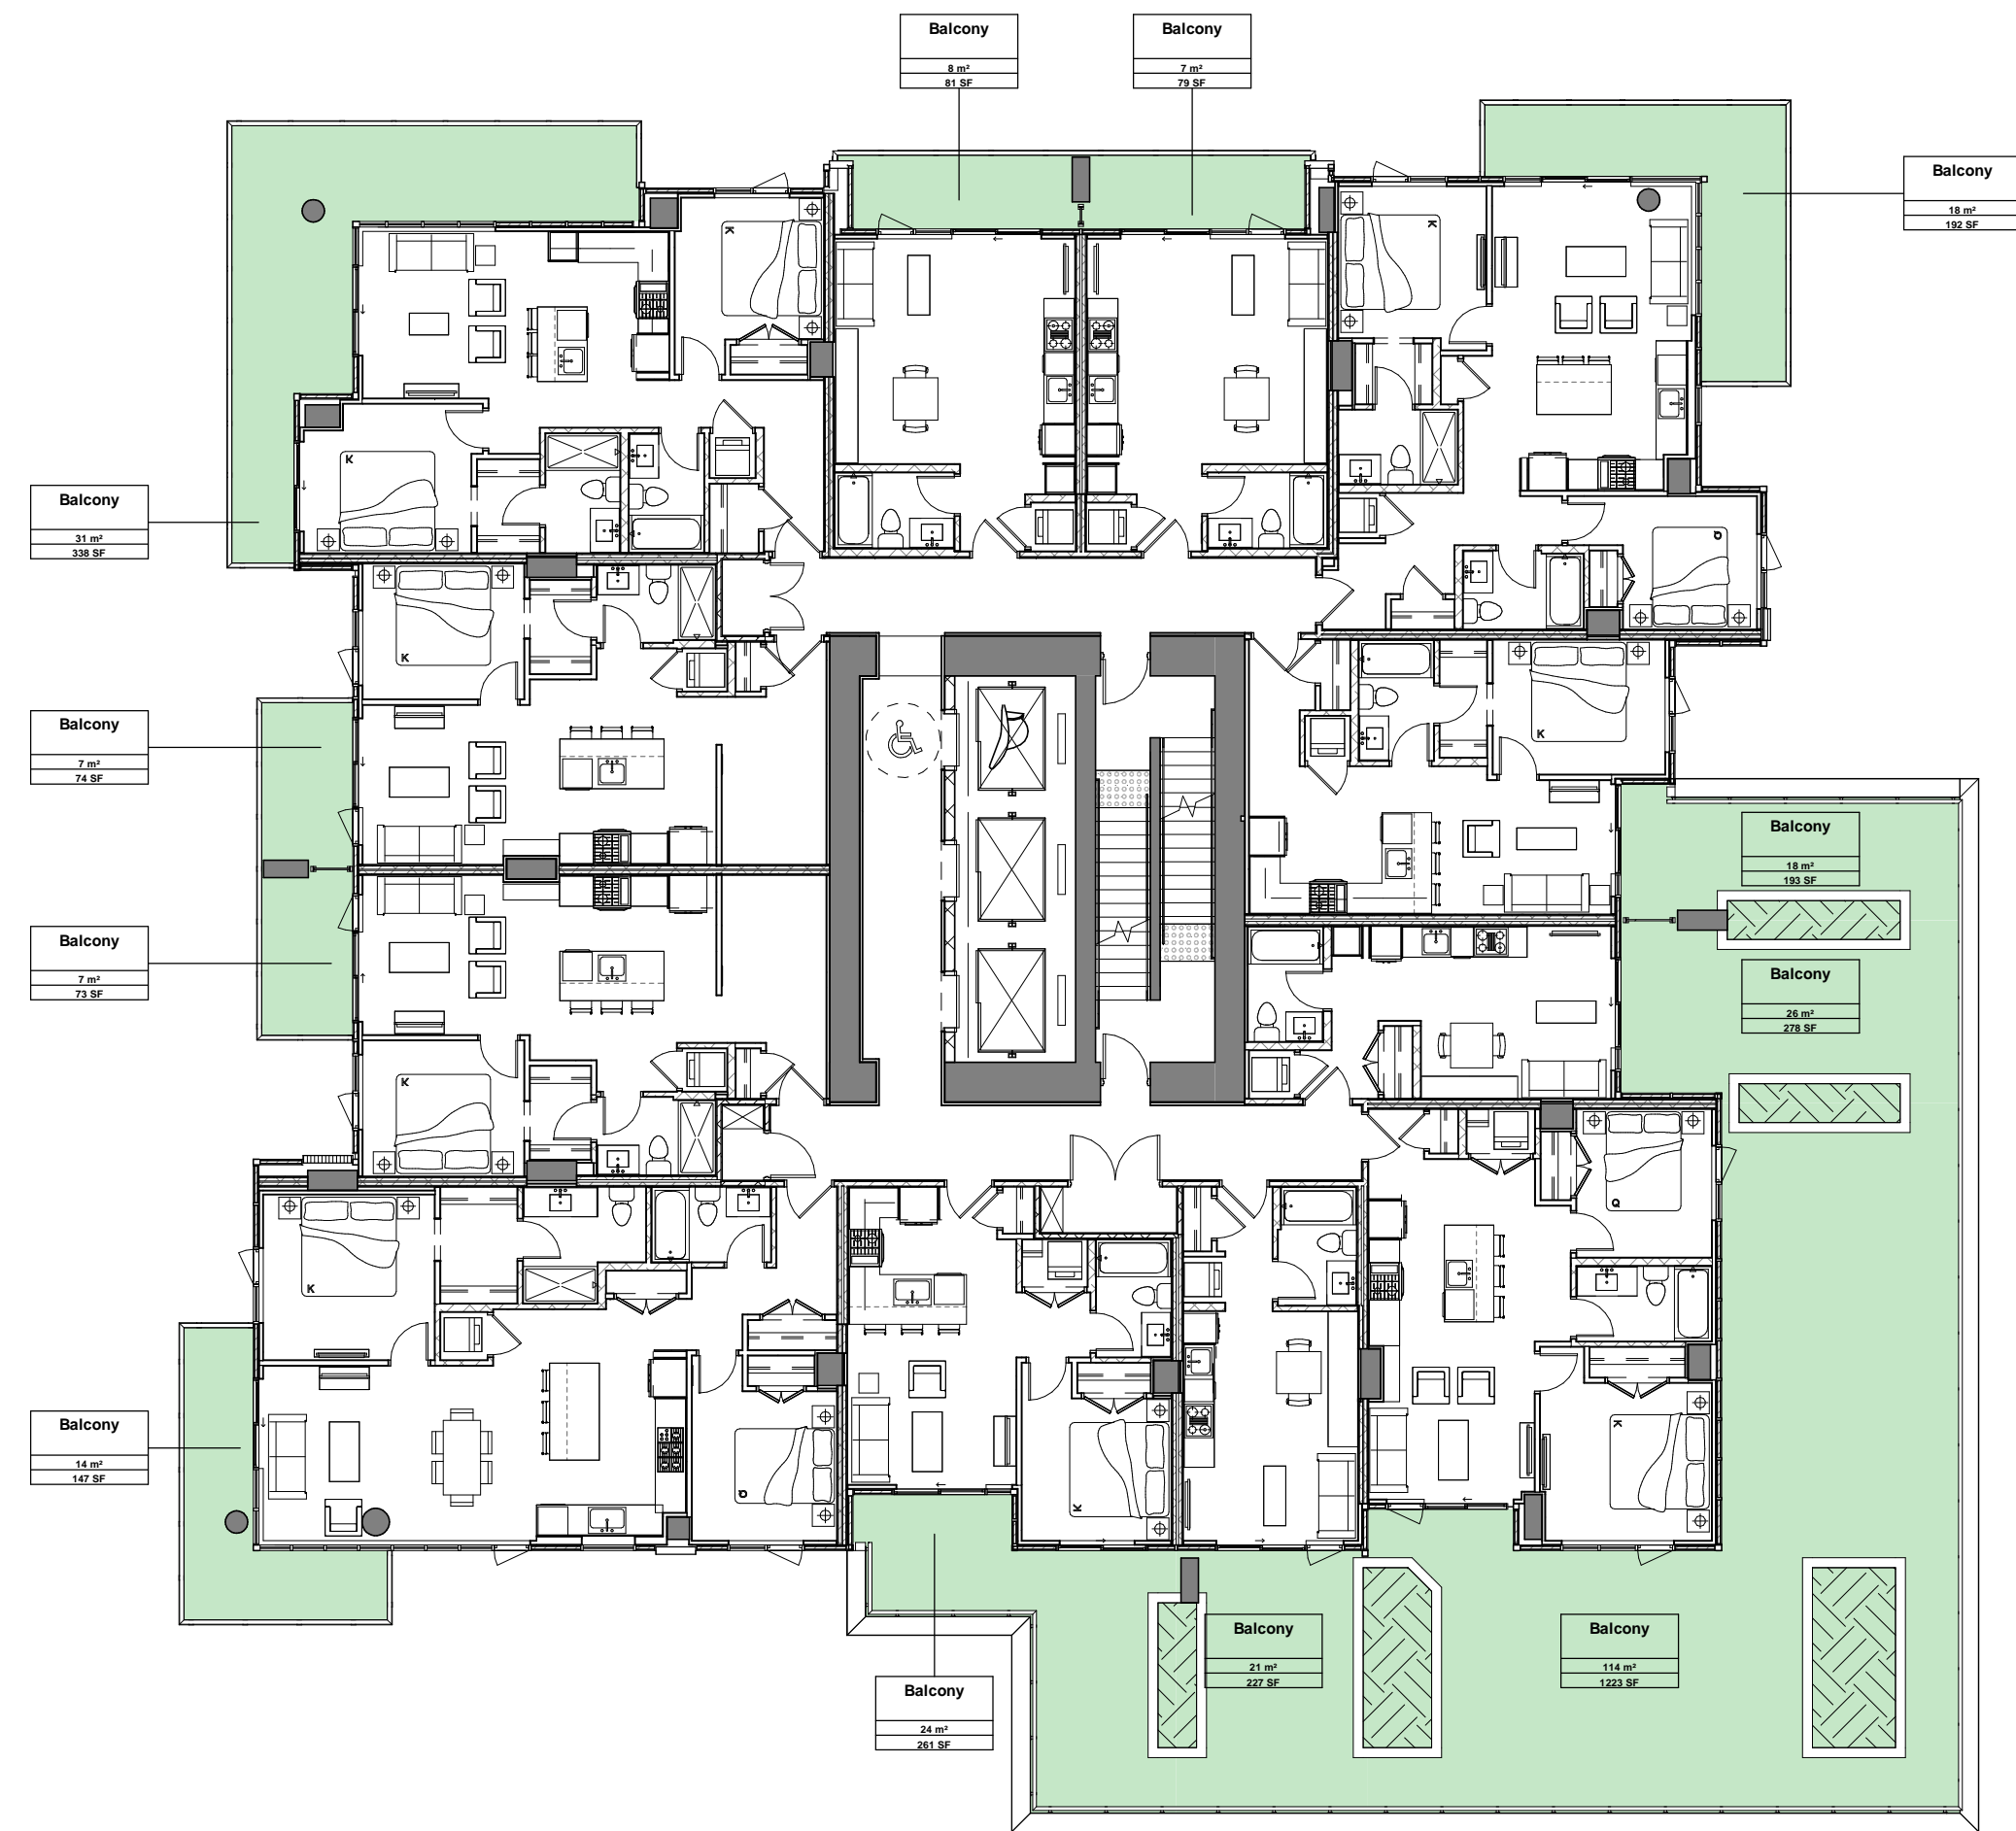 Balcony
8 m²
81 SF
Balcony
7 m²
79 SF
Balcony
18 m²
192 SF
K
K
K
Balcony
31 m²
338 SF
Q
K
K
Balcony
7 m²
74 SF
Balcony
18 m²
193 SF
Balcony
7 m²
73 SF
Balcony
26 m²
278 SF
K
Q
K
K
Q
K
Balcony
14 m²
147 SF
Balcony
21 m²
227 SF
Balcony
114 m²
1223 SF
Balcony
24 m²
261 SF